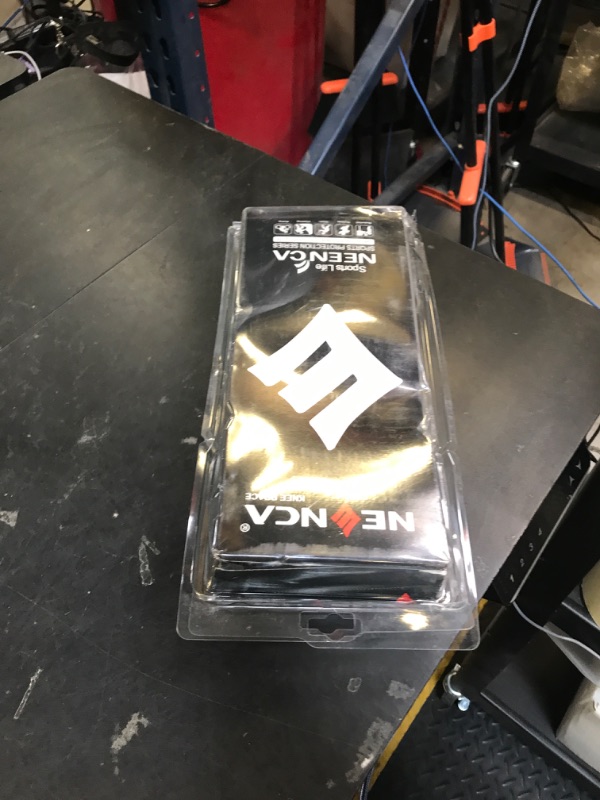 NEENCA®
KNEE BRACE
Sports Life
NEENCA
SPORTS PROTECTION SERIES